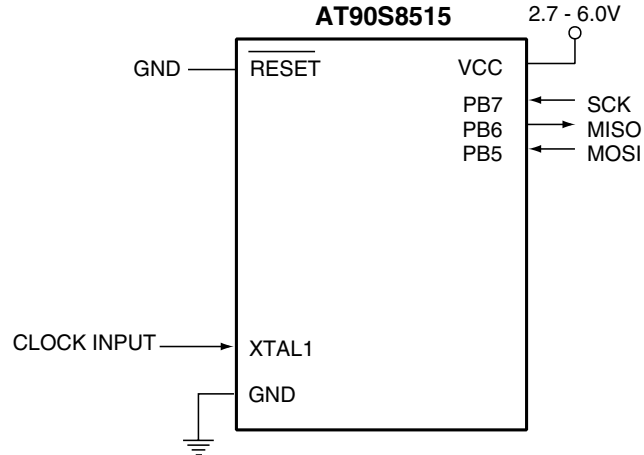 AT90S8515
2.7 - 6.0V
GND
RESET
VCC
PB7
SCK
PB6
MISO
PB5
MOSI
CLOCK INPUT
XTAL1
GND